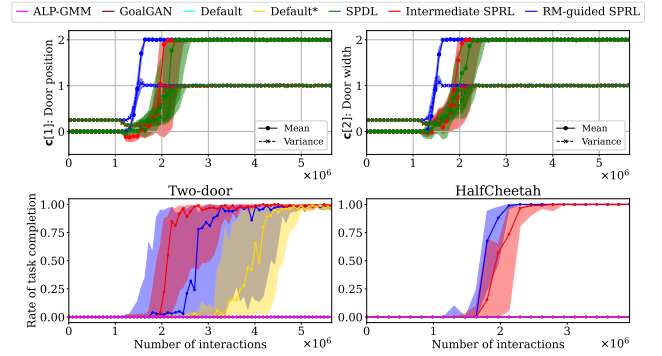 ALP-GMM GoalGAN Default Default* SPDL Intermediate SPRL RM-guided SPRL
c[1]: Door position
2
1
0
Mean
Variance
0 1 2 3 4 5
×10⁶
c[2]: Door width
2
1
0
Mean
Variance
0 1 2 3 4 5
×10⁶
Two-door
Rate of task completion
1.00
0.75
0.50
0.25
0.00
0 1 2 3 4 5
Number of interactions ×10⁶
HalfCheetah
1.00
0.75
0.50
0.25
0.00
0 1 2 3
Number of interactions ×10⁶